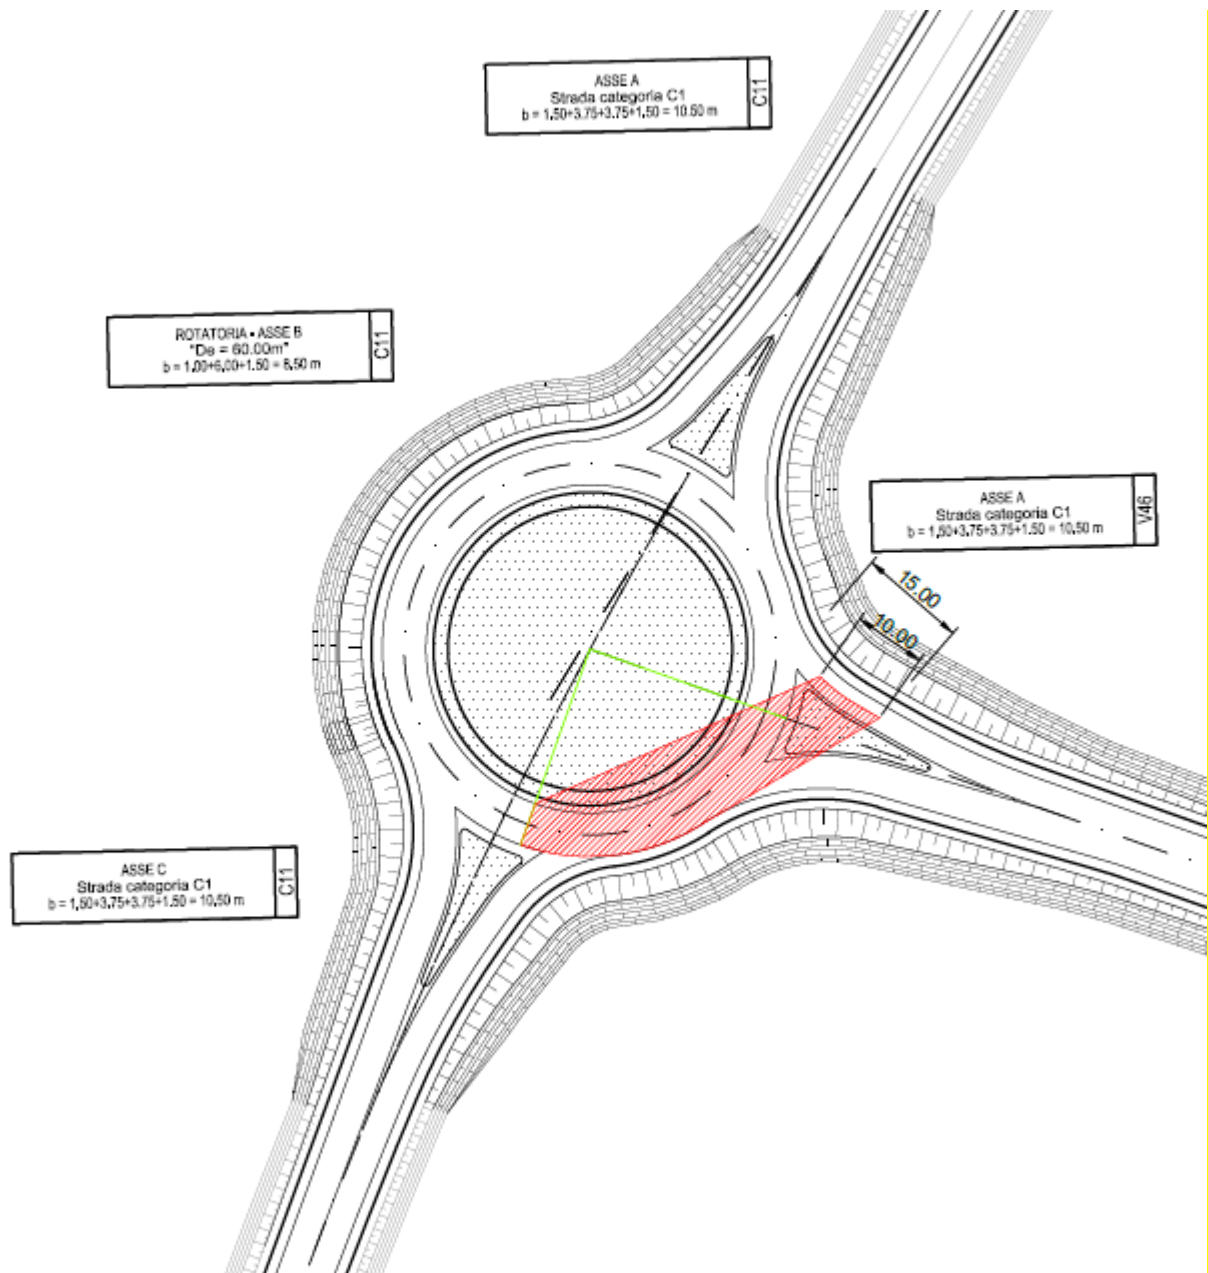 ASSE A
Strada categoria C1
b = 1.50+3.75+3.75+1.50 = 10.50 m
C11
ROTATORIA - ASSE B
"De = 60.00m"
b = 1.00+6.00+1.50 = 8.50 m
C11
ASSE A
Strada categoria C1
b = 1.50+3.75+3.75+1.50 = 10.50 m
V46
15.00
10.00
ASSE C
Strada categoria C1
b = 1.50+3.75+3.75+1.50 = 10.50 m
C11